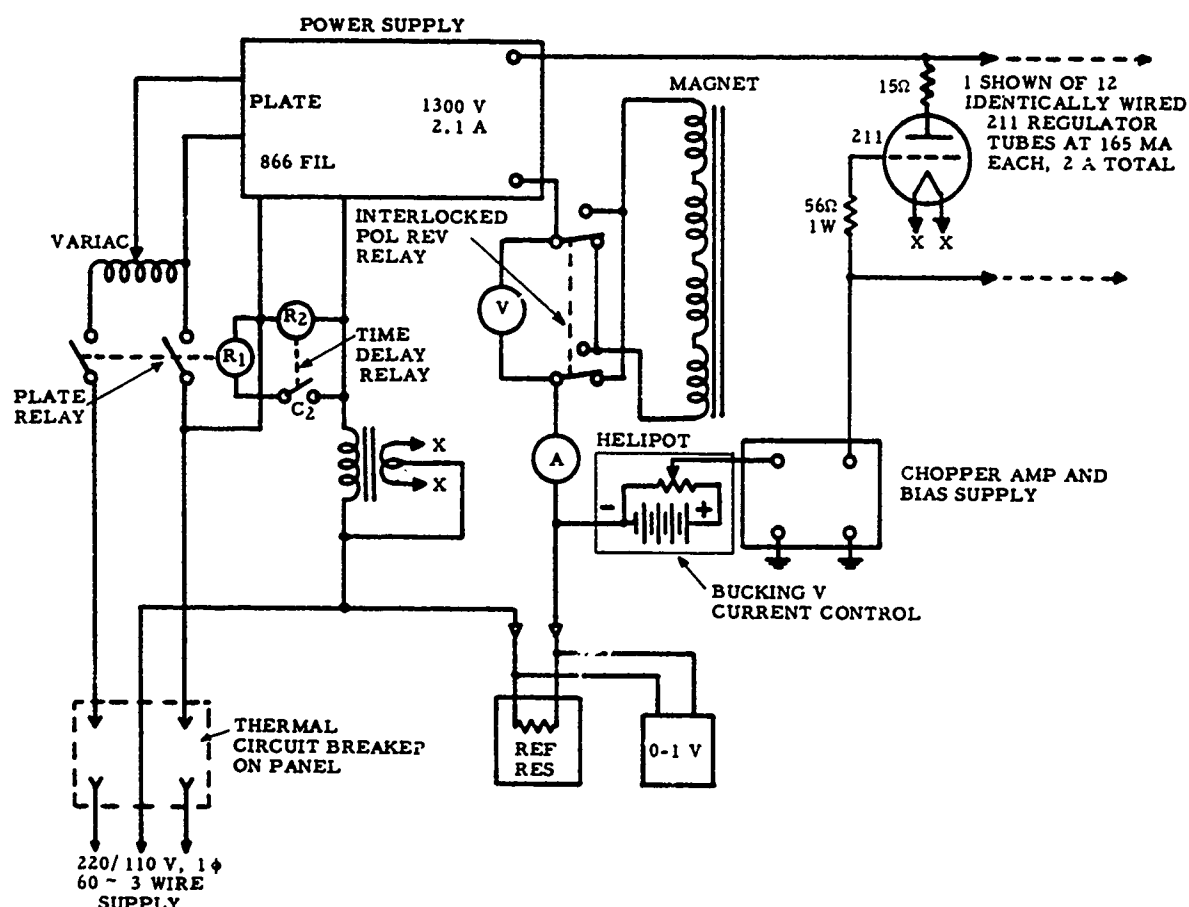 POWER SUPPLY
PLATE
1300 V
2.1 A
866 FIL
MAGNET
15Ω
1 SHOWN OF 12
IDENTICALLY WIRED
211 REGULATOR
TUBES AT 165 MA
EACH, 2 A TOTAL
211
56Ω
1W
X X
VARIAC
INTERLOCKED
POL REV
RELAY
V
R2
R1
TIME
DELAY
RELAY
C2
PLATE
RELAY
X
X
A
HELIPOT
-
+
CHOPPER AMP AND
BIAS SUPPLY
BUCKING V
CURRENT CONTROL
THERMAL
CIRCUIT BREAKER
ON PANEL
REF
RES
0-1 V
220/110 V, 1ϕ
60 ~ 3 WIRE
SUPPLY